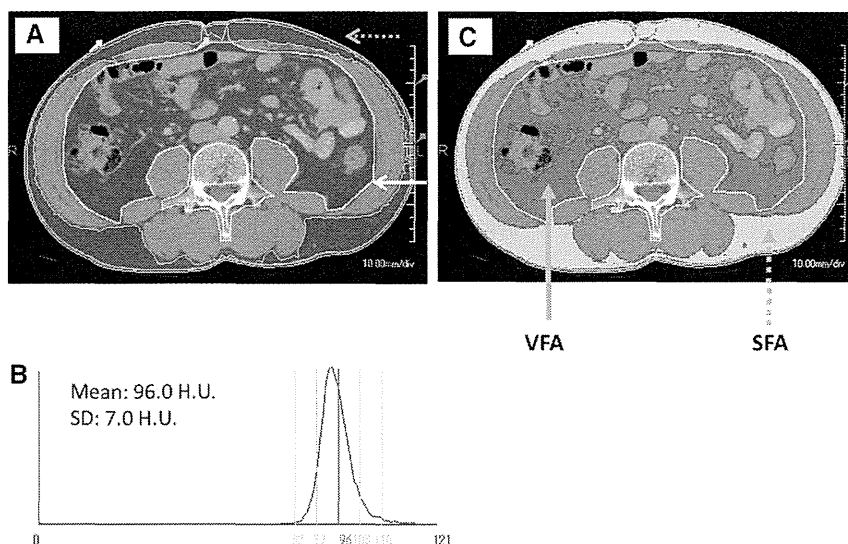 A
R
10.00mm/div
C
R
10.00mm/div
VFA
SFA
B
Mean: 96.0 H.U.
SD: 7.0 H.U.
0
96
121